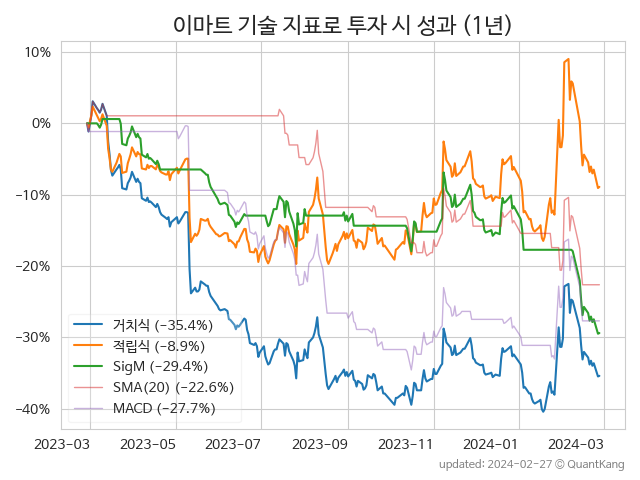 이마트 기술 지표로 투자 시 성과 (1년)
10%
0%
−10%
−20%
−30%
−40%
거치식 (−35.4%)
적립식 (−8.9%)
SigM (−29.4%)
SMA(20) (−22.6%)
MACD (−27.7%)
2023−03 2023−05 2023−07 2023−09 2023−11 2024−01 2024−03
updated: 2024−02−27 © QuantKang